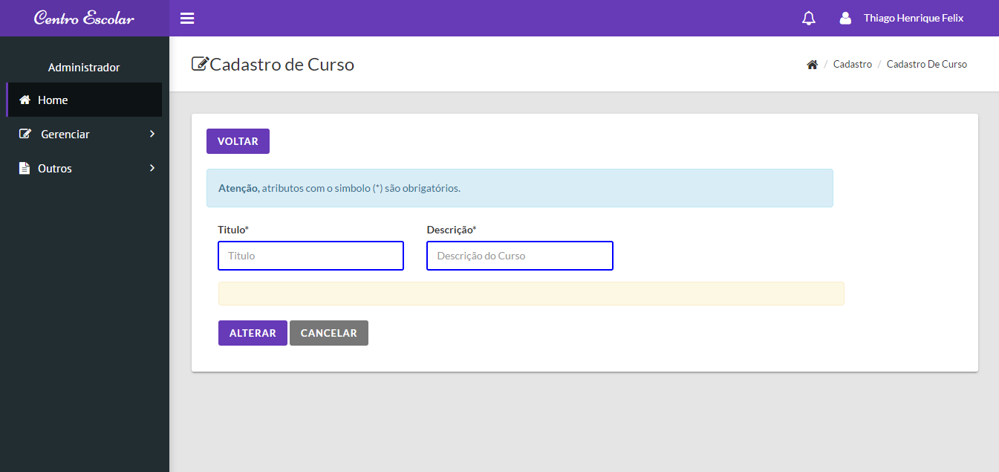 Centro Escolar
Thiago Henrique Felix
Administrador
Home
Gerenciar
Outros
Cadastro de Curso
/ Cadastro / Cadastro De Curso
VOLTAR
Atenção, atributos com o simbolo (*) são obrigatórios.
Titulo* Descrição*
Titulo Descrição do Curso
ALTERAR CANCELAR